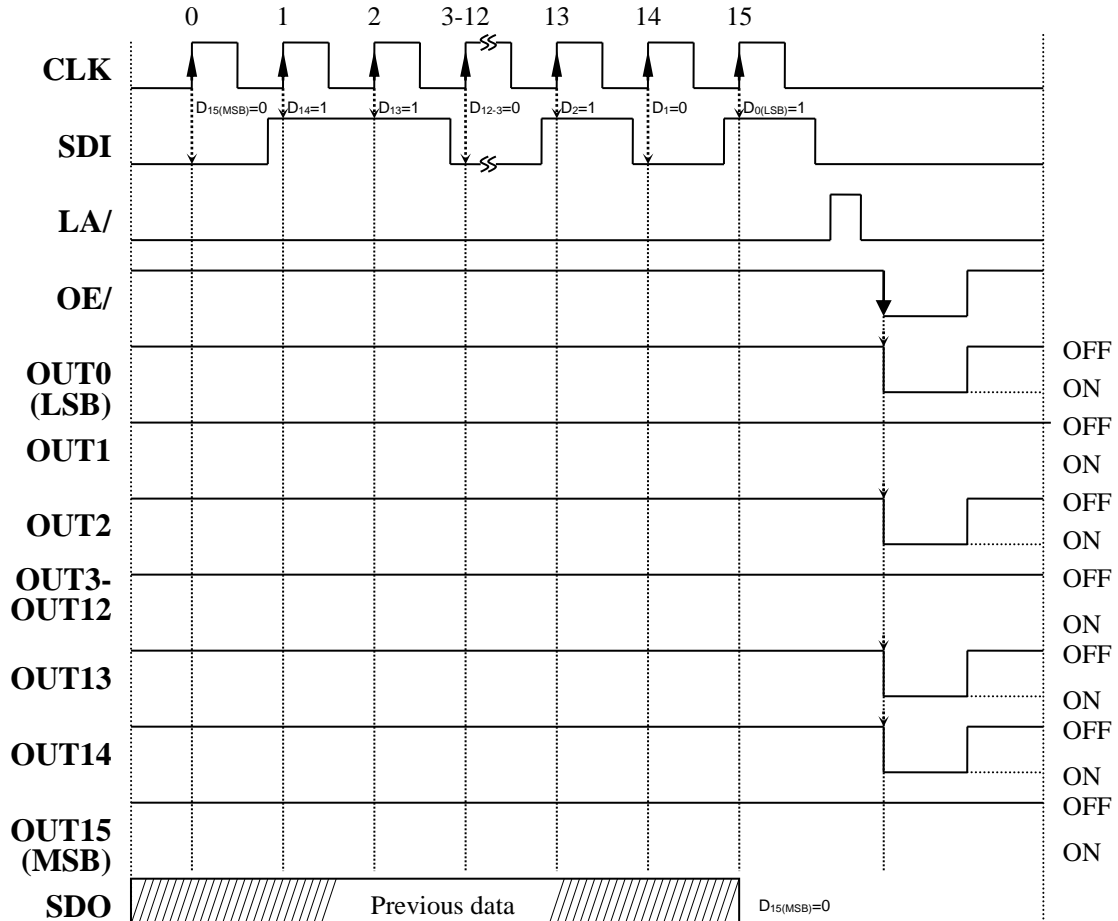 0 1 2 3-12 13 14 15
CLK
D15(MSB)=0 D14=1 D13=1 D12-3=0 D2=1 D1=0 D0(LSB)=1
SDI
LA/
OE/
OFF
OUT0
ON
(LSB)
OFF
OUT1
ON
OFF
OUT2
ON
OUT3-
OFF
OUT12
ON
OFF
OUT13
ON
OFF
OUT14
ON
OFF
OUT15
ON
(MSB)
SDO Previous data D15(MSB)=0